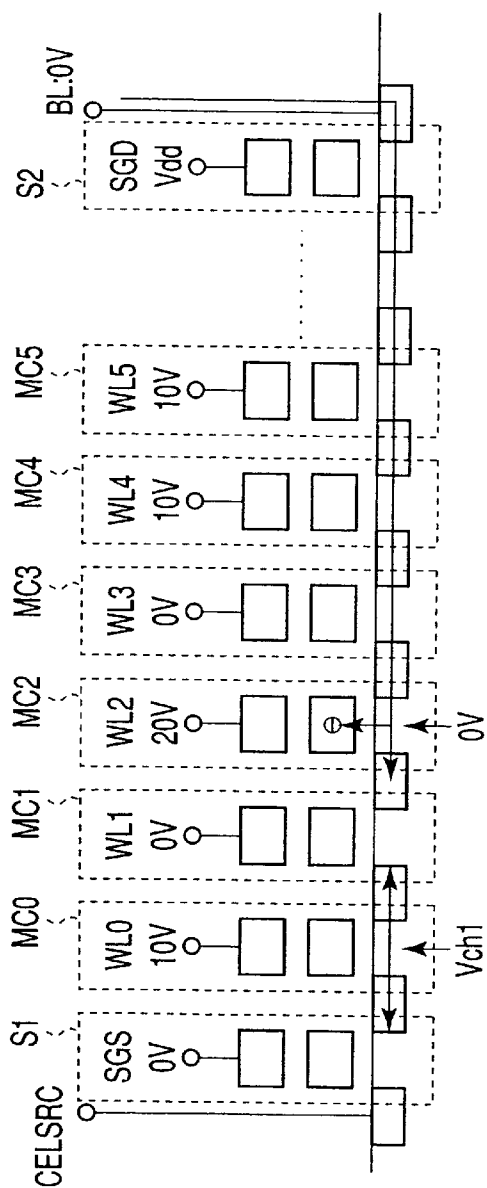 S1 MC0 MC1 MC2 MC3 MC4 MC5 S2
CELSRC BL:0V
SGS WL0 WL1 WL2 WL3 WL4 WL5 SGD
0V 10V 0V 20V 0V 10V 10V Vdd
Vch1 0V